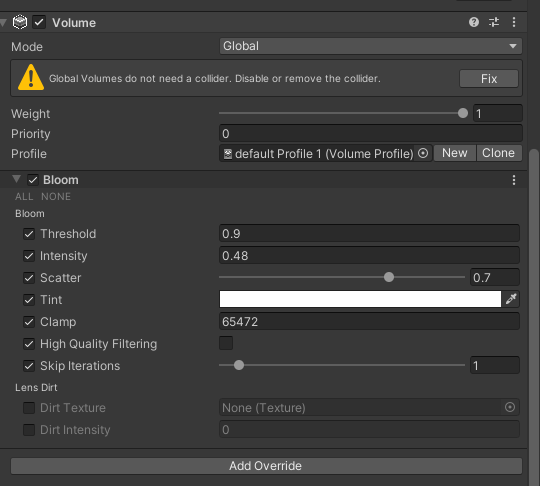 Volume
Mode Global
Global Volumes do not need a collider. Disable or remove the collider. Fix
Weight 1
Priority 0
Profile default Profile 1 (Volume Profile) New Clone
Bloom
ALL NONE
Bloom
Threshold 0.9
Intensity 0.48
Scatter 0.7
Tint
Clamp 65472
High Quality Filtering
Skip Iterations 1
Lens Dirt
Dirt Texture None (Texture)
Dirt Intensity 0
Add Override